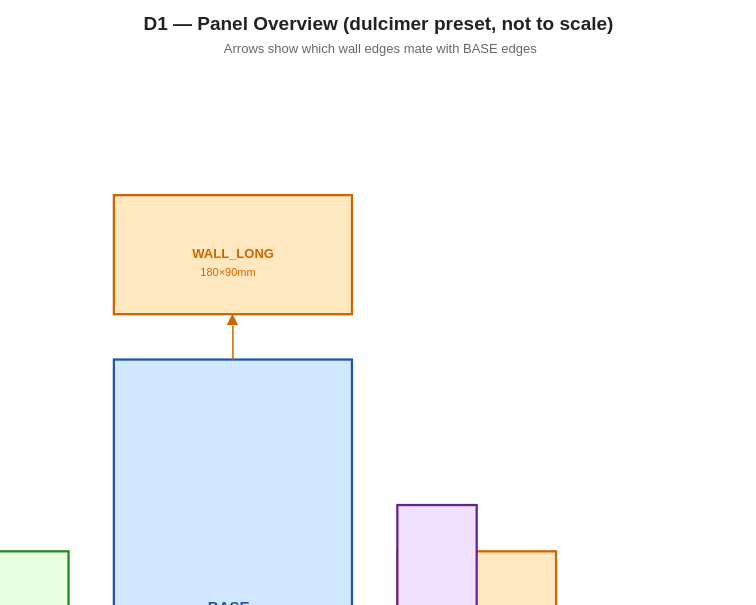 D1 — Panel Overview (dulcimer preset, not to scale)
Arrows show which wall edges mate with BASE edges
WALL_LONG
180×90mm
BASE